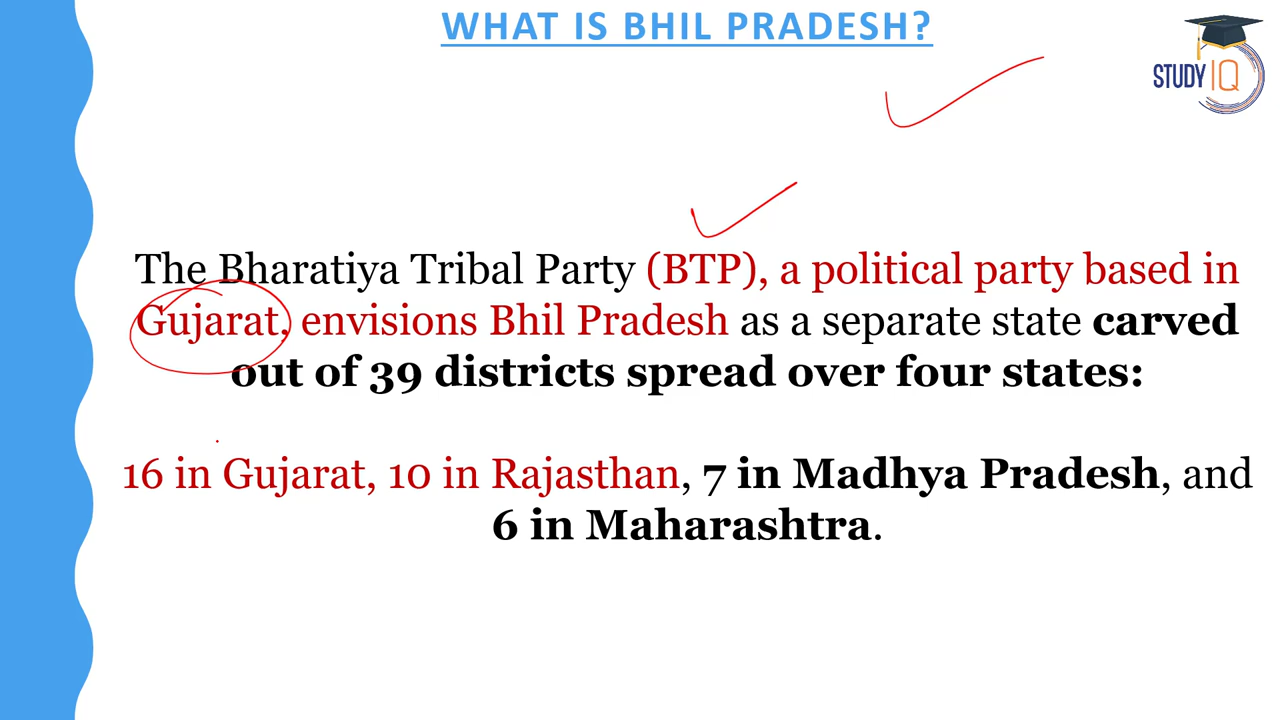 WHAT IS BHIL PRADESH?
STUDY IQ
The Bharatiya Tribal Party (BTP), a political party based in
Gujarat, envisions Bhil Pradesh as a separate state carved
out of 39 districts spread over four states:
16 in Gujarat, 10 in Rajasthan, 7 in Madhya Pradesh, and
6 in Maharashtra.